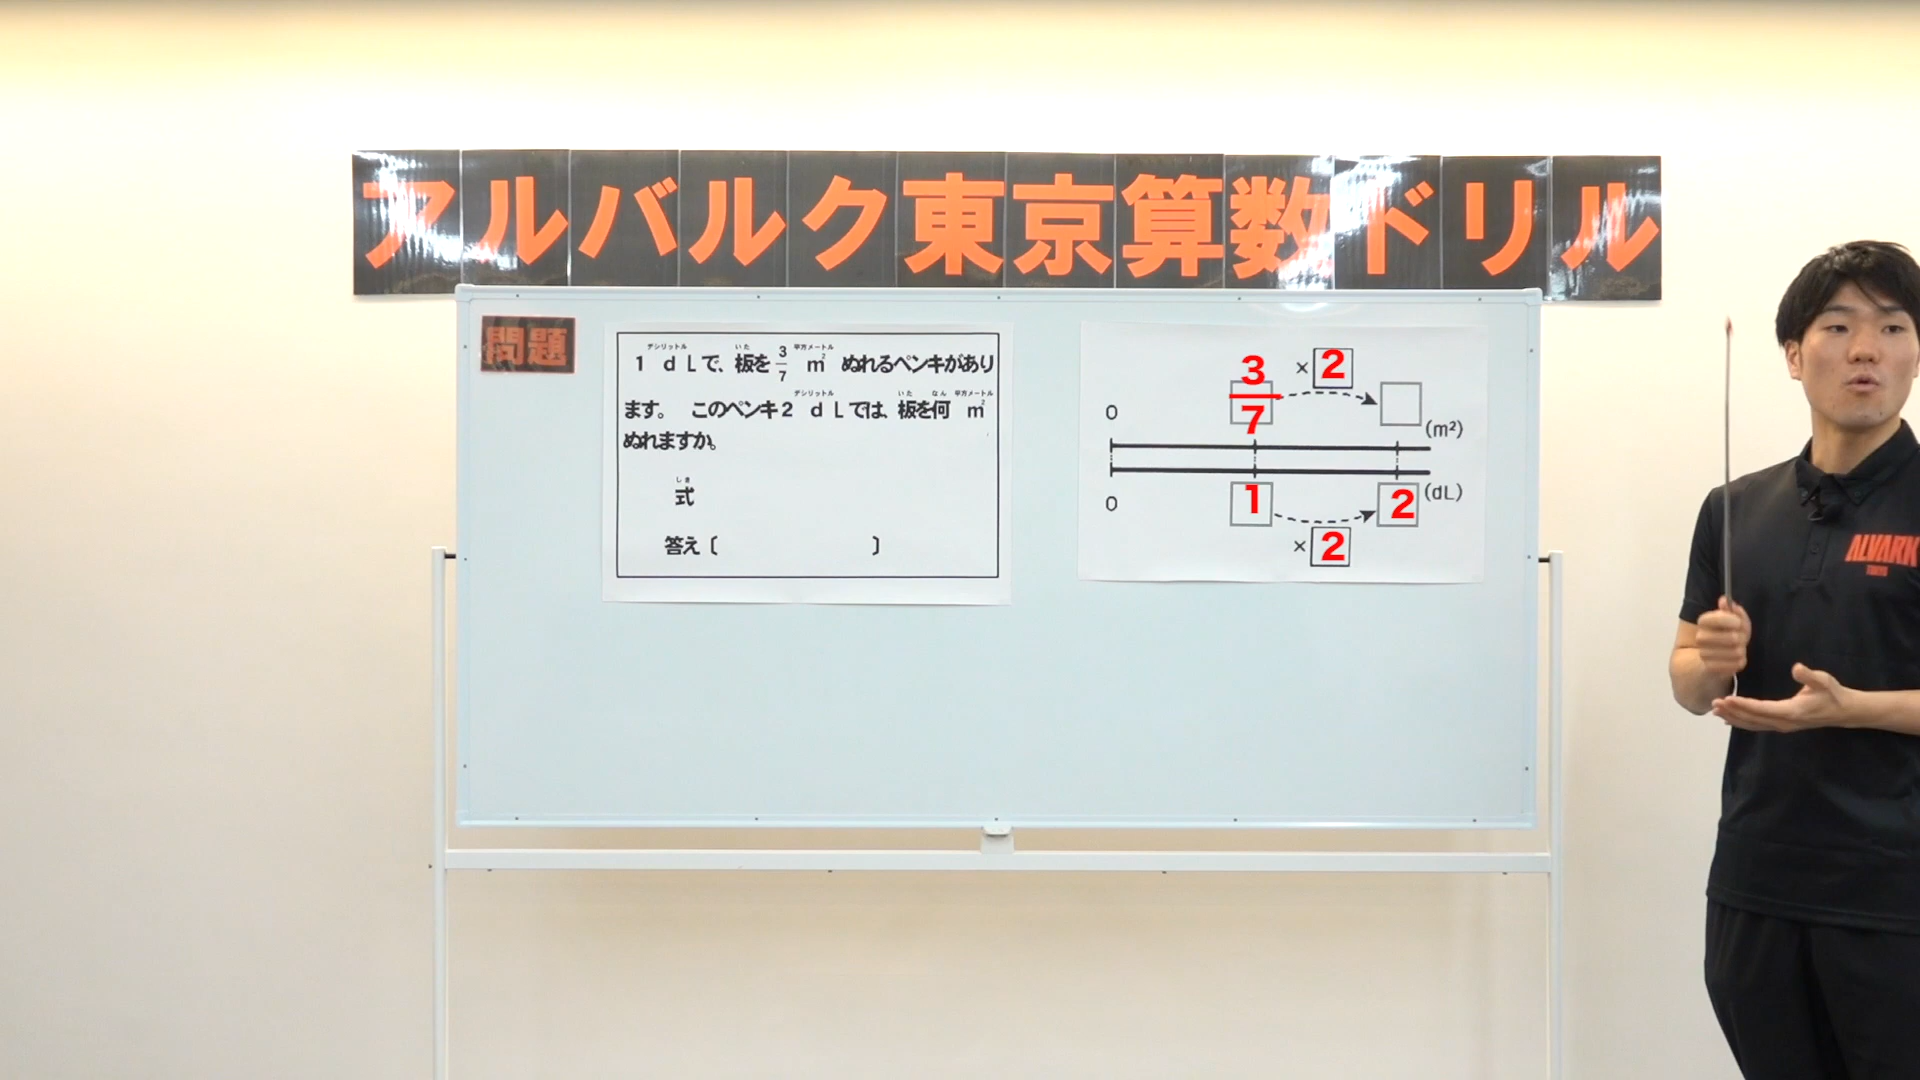 アルバルク東京算数ドリル
問題
デシリットル いた 平方メートル
1 dLで、板を 3/7 m² ぬれるペンキがあり
デシリットル いた なん 平方メートル
ます。 このペンキ2 dLでは、板を何 m²
ぬれますか。
しき
式
答え〔 〕
3/7 ×2
0 (m²)
0 1 2 (dL)
×2
ALVARK
TOKYO